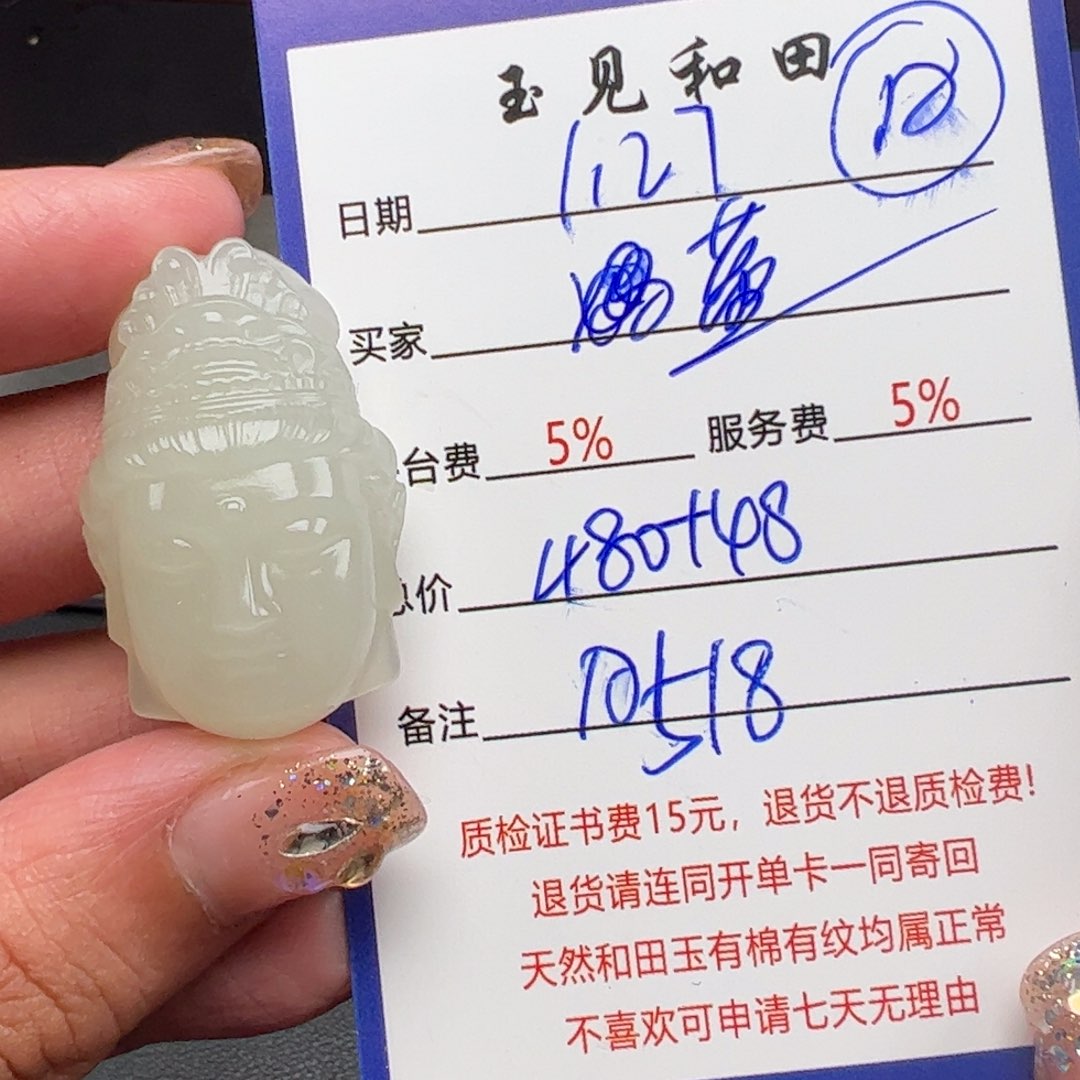 玉见和田
日期
买家
台费 5% 服务费 5%
总价 480+48
备注
质检证书费15元，退货不退质检费！
退货请连同开单卡一同寄回
天然和田玉有棉有纹均属正常
不喜欢可申请七天无理由